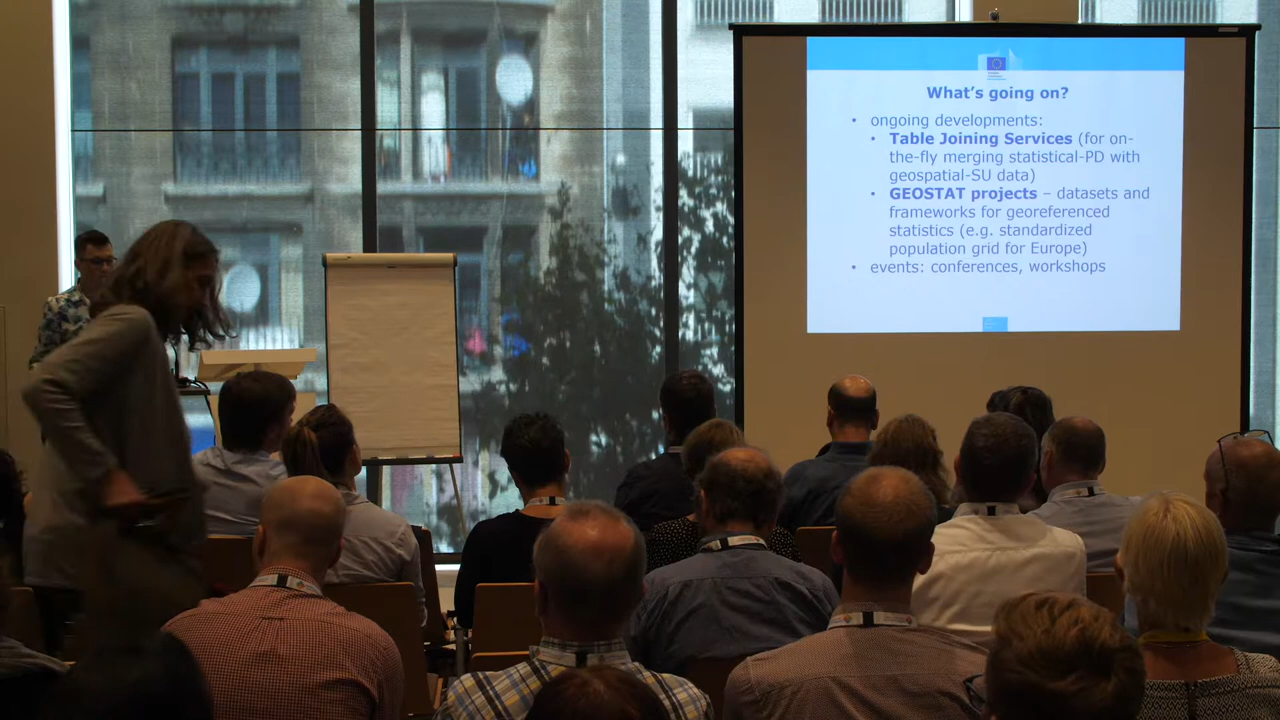 What's going on?
• ongoing developments:
• Table Joining Services (for on-
the-fly merging statistical-PD with
geospatial-SU data)
• GEOSTAT projects – datasets and
frameworks for georeferenced
statistics (e.g. standardized
population grid for Europe)
• events: conferences, workshops